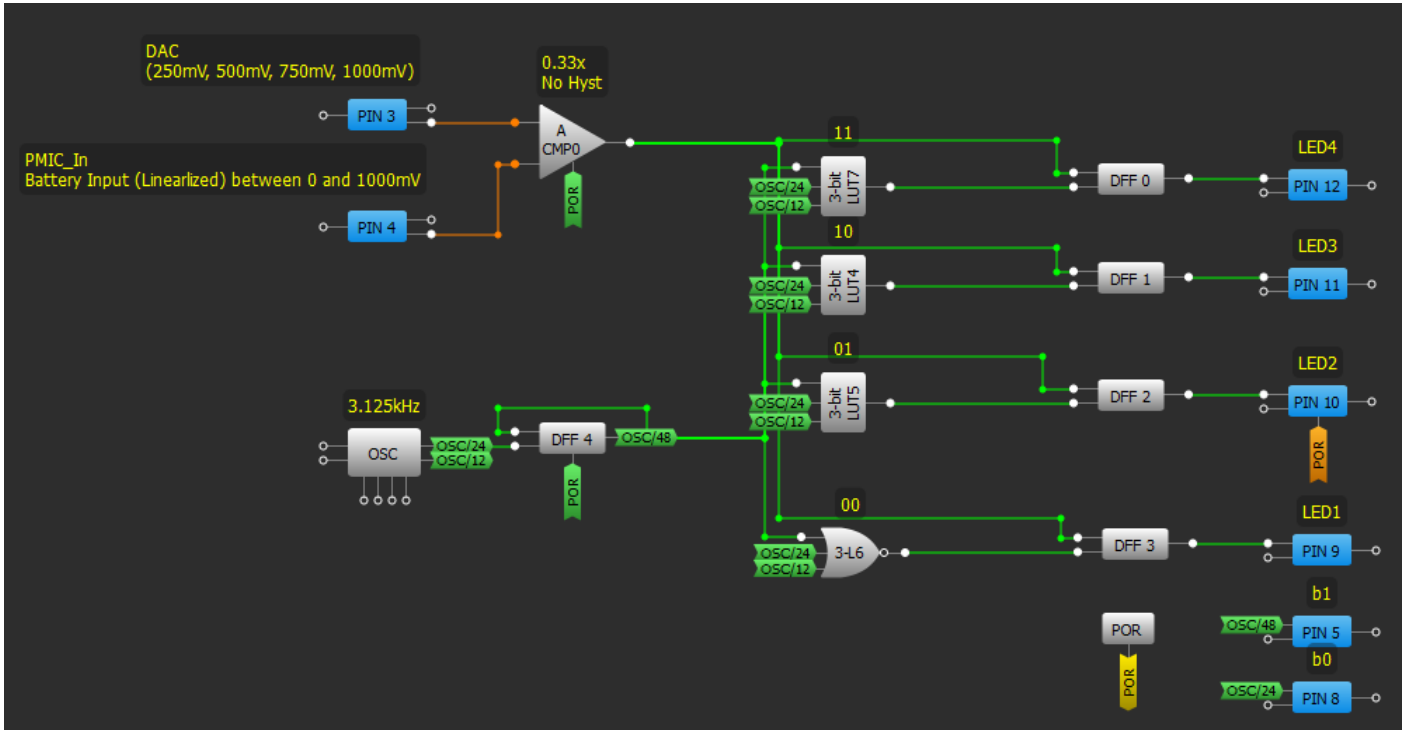 DAC
(250mV, 500mV, 750mV, 1000mV)
0.33x
No Hyst
PIN 3
A
CMP0
POR
PMIC_In
Battery Input (Linearlized) between 0 and 1000mV
PIN 4
11
OSC/24
OSC/12
3-bit
LUT7
DFF 0
LED4
PIN 12
10
OSC/24
OSC/12
3-bit
LUT4
DFF 1
LED3
PIN 11
01
OSC/24
OSC/12
3-bit
LUT5
DFF 2
LED2
PIN 10
POR
3.125kHz
OSC
OSC/24
OSC/12
DFF 4
OSC/48
POR
00
OSC/24
OSC/12
3-L6
DFF 3
LED1
PIN 9
POR
POR
b1
OSC/48
PIN 5
b0
OSC/24
PIN 8